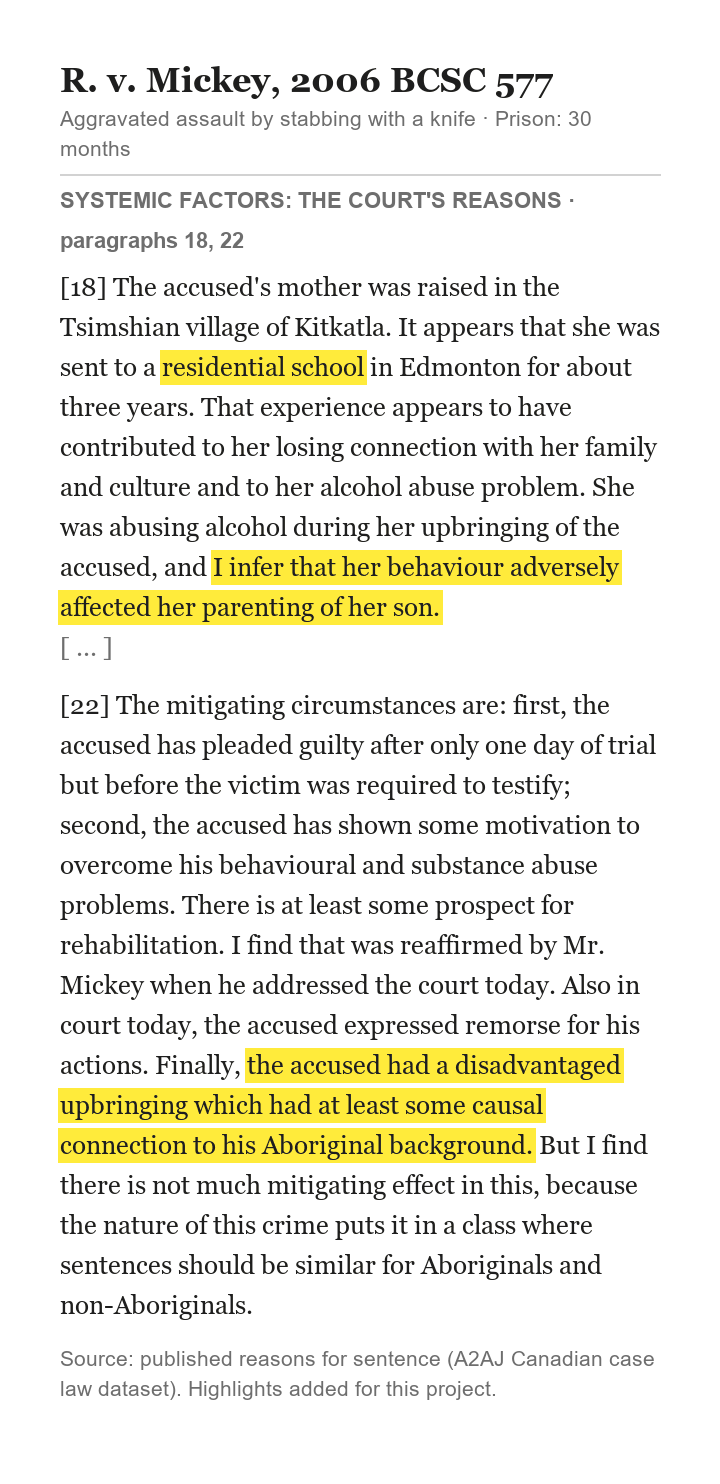 R. v. Mickey, 2006 BCSC 577
Aggravated assault by stabbing with a knife · Prison: 30
months
SYSTEMIC FACTORS: THE COURT'S REASONS ·
paragraphs 18, 22
[18] The accused's mother was raised in the
Tsimshian village of Kitkatla. It appears that she was
sent to a residential school in Edmonton for about
three years. That experience appears to have
contributed to her losing connection with her family
and culture and to her alcohol abuse problem. She
was abusing alcohol during her upbringing of the
accused, and I infer that her behaviour adversely
affected her parenting of her son.
[ ... ]
[22] The mitigating circumstances are: first, the
accused has pleaded guilty after only one day of trial
but before the victim was required to testify;
second, the accused has shown some motivation to
overcome his behavioural and substance abuse
problems. There is at least some prospect for
rehabilitation. I find that was reaffirmed by Mr.
Mickey when he addressed the court today. Also in
court today, the accused expressed remorse for his
actions. Finally, the accused had a disadvantaged
upbringing which had at least some causal
connection to his Aboriginal background. But I find
there is not much mitigating effect in this, because
the nature of this crime puts it in a class where
sentences should be similar for Aboriginals and
non-Aboriginals.
Source: published reasons for sentence (A2AJ Canadian case
law dataset). Highlights added for this project.